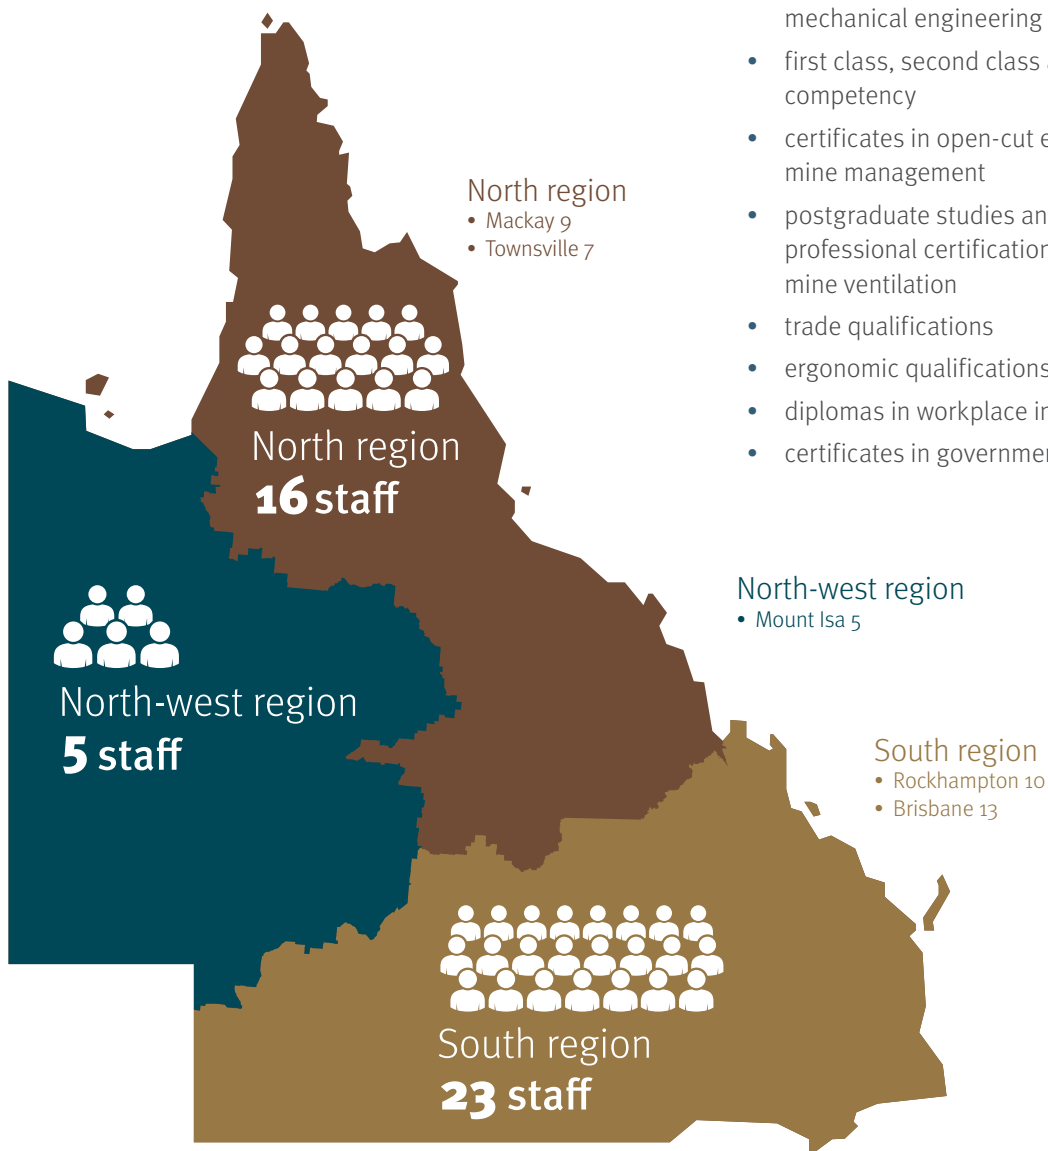 mechanical engineering
• first class, second class
competency
• certificates in open-cut
mine management
• postgraduate studies
professional certification
mine ventilation
• trade qualifications
• ergonomic qualifications
• diplomas in workplace
• certificates in
North region
• Mackay 9
• Townsville 7
North region
16 staff
North-west region
• Mount Isa 5
North-west region
5 staff
South region
• Rockhampton 10
• Brisbane 13
South region
23 staff